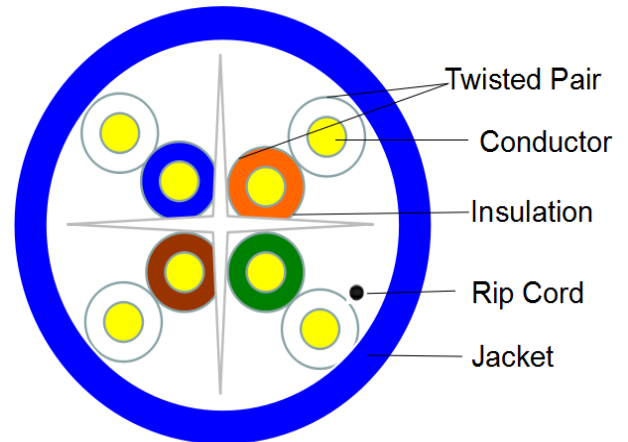 Twisted Pair
Conductor
Insulation
Rip Cord
Jacket